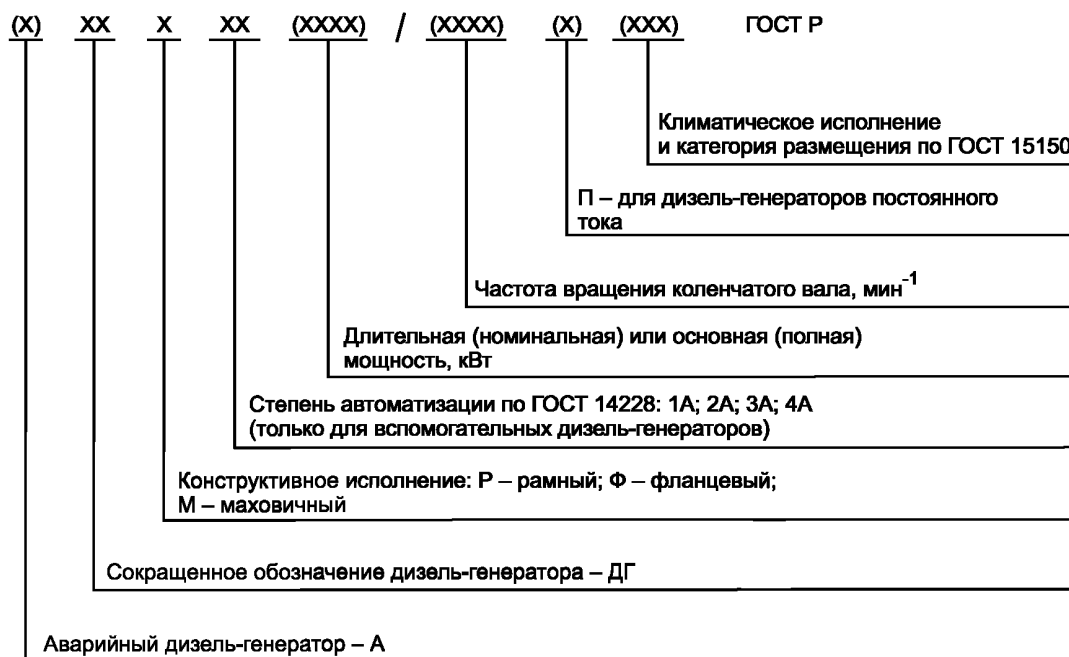 (X) XX X XX (XXXX) / (XXXX) (X) (XXX) ГОСТ Р
Климатическое исполнение
и категория размещения по ГОСТ 15150
П – для дизель-генераторов постоянного
тока
Частота вращения коленчатого вала, мин⁻¹
Длительная (номинальная) или основная (полная)
мощность, кВт
Степень автоматизации по ГОСТ 14228: 1А; 2А; 3А; 4А
(только для вспомогательных дизель-генераторов)
Конструктивное исполнение: Р – рамный; Ф – фланцевый;
М – маховичный
Сокращенное обозначение дизель-генератора – ДГ
Аварийный дизель-генератор – А